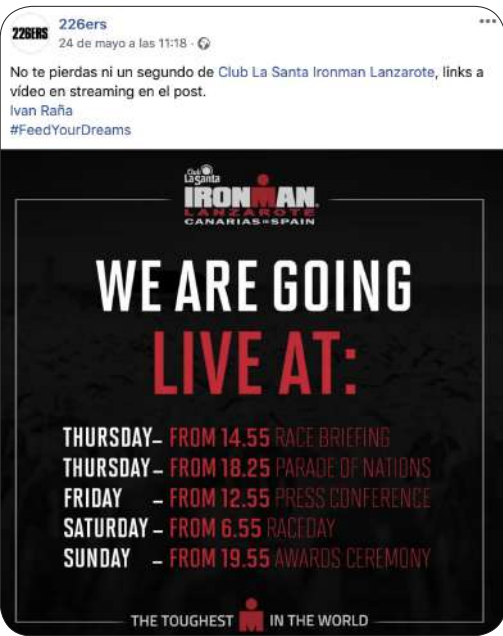 226ERS
226ers
24 de mayo a las 11:18 ·
No te pierdas ni un segundo de Club La Santa Ironman Lanzarote, links a
vídeo en streaming en el post.
Ivan Raña
#FeedYourDreams
Club
LaSanta
IRONMAN
LANZAROTE
CANARIAS IN SPAIN
WE ARE GOING
LIVE AT:
THURSDAY– FROM 14.55 RACE BRIEFING
THURSDAY– FROM 18.25 PARADE OF NATIONS
FRIDAY – FROM 12.55 PRESS CONFERENCE
SATURDAY – FROM 6.55 RACEDAY
SUNDAY – FROM 19.55 AWARDS CEREMONY
THE TOUGHEST IN THE WORLD